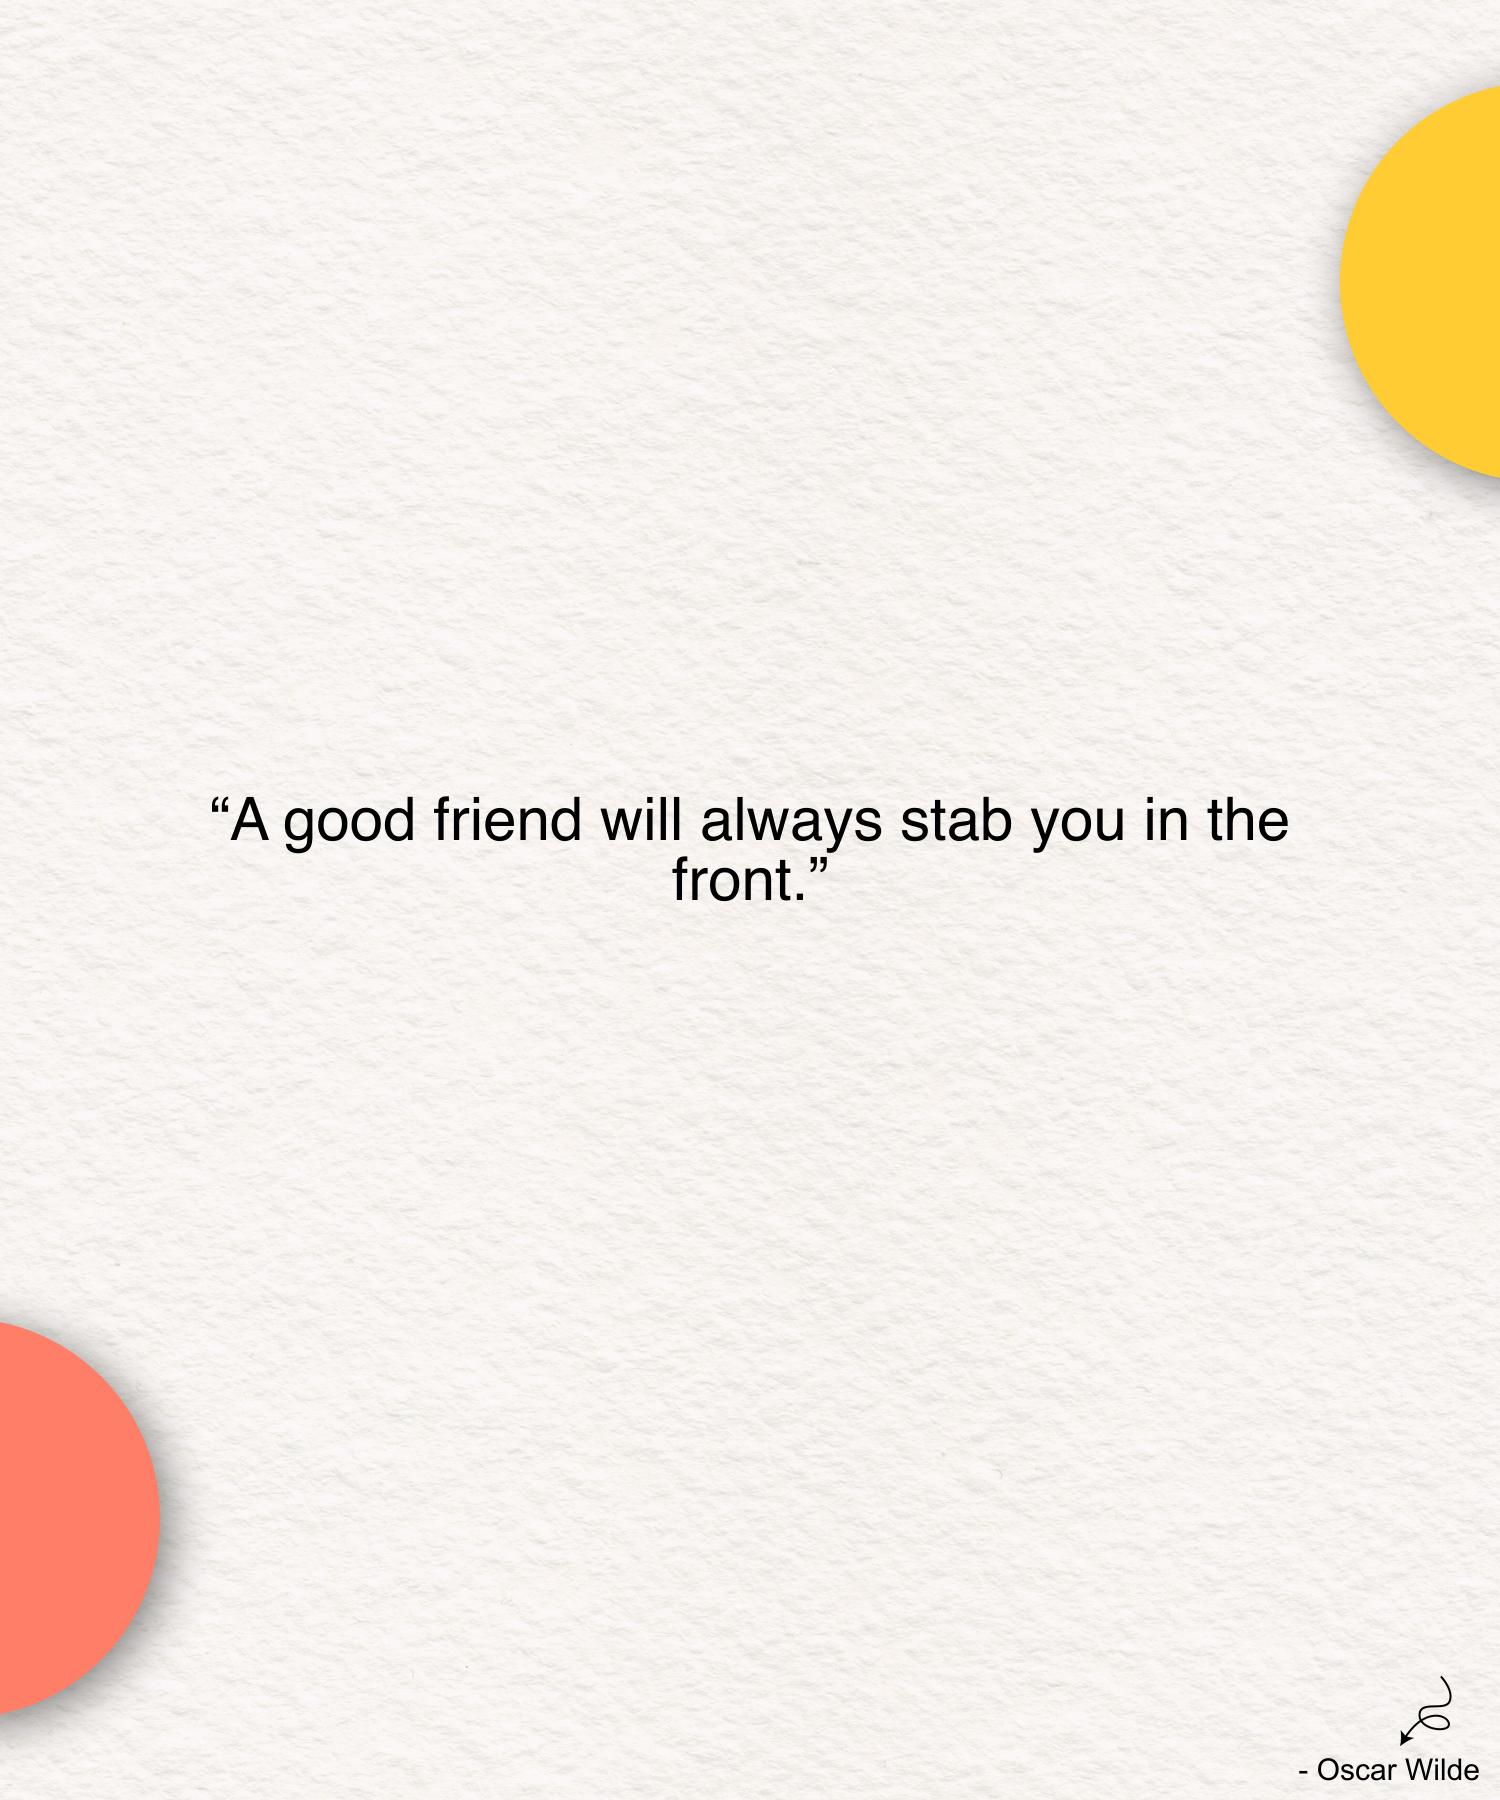 “A good friend will always stab you in the
front.”
- Oscar Wilde